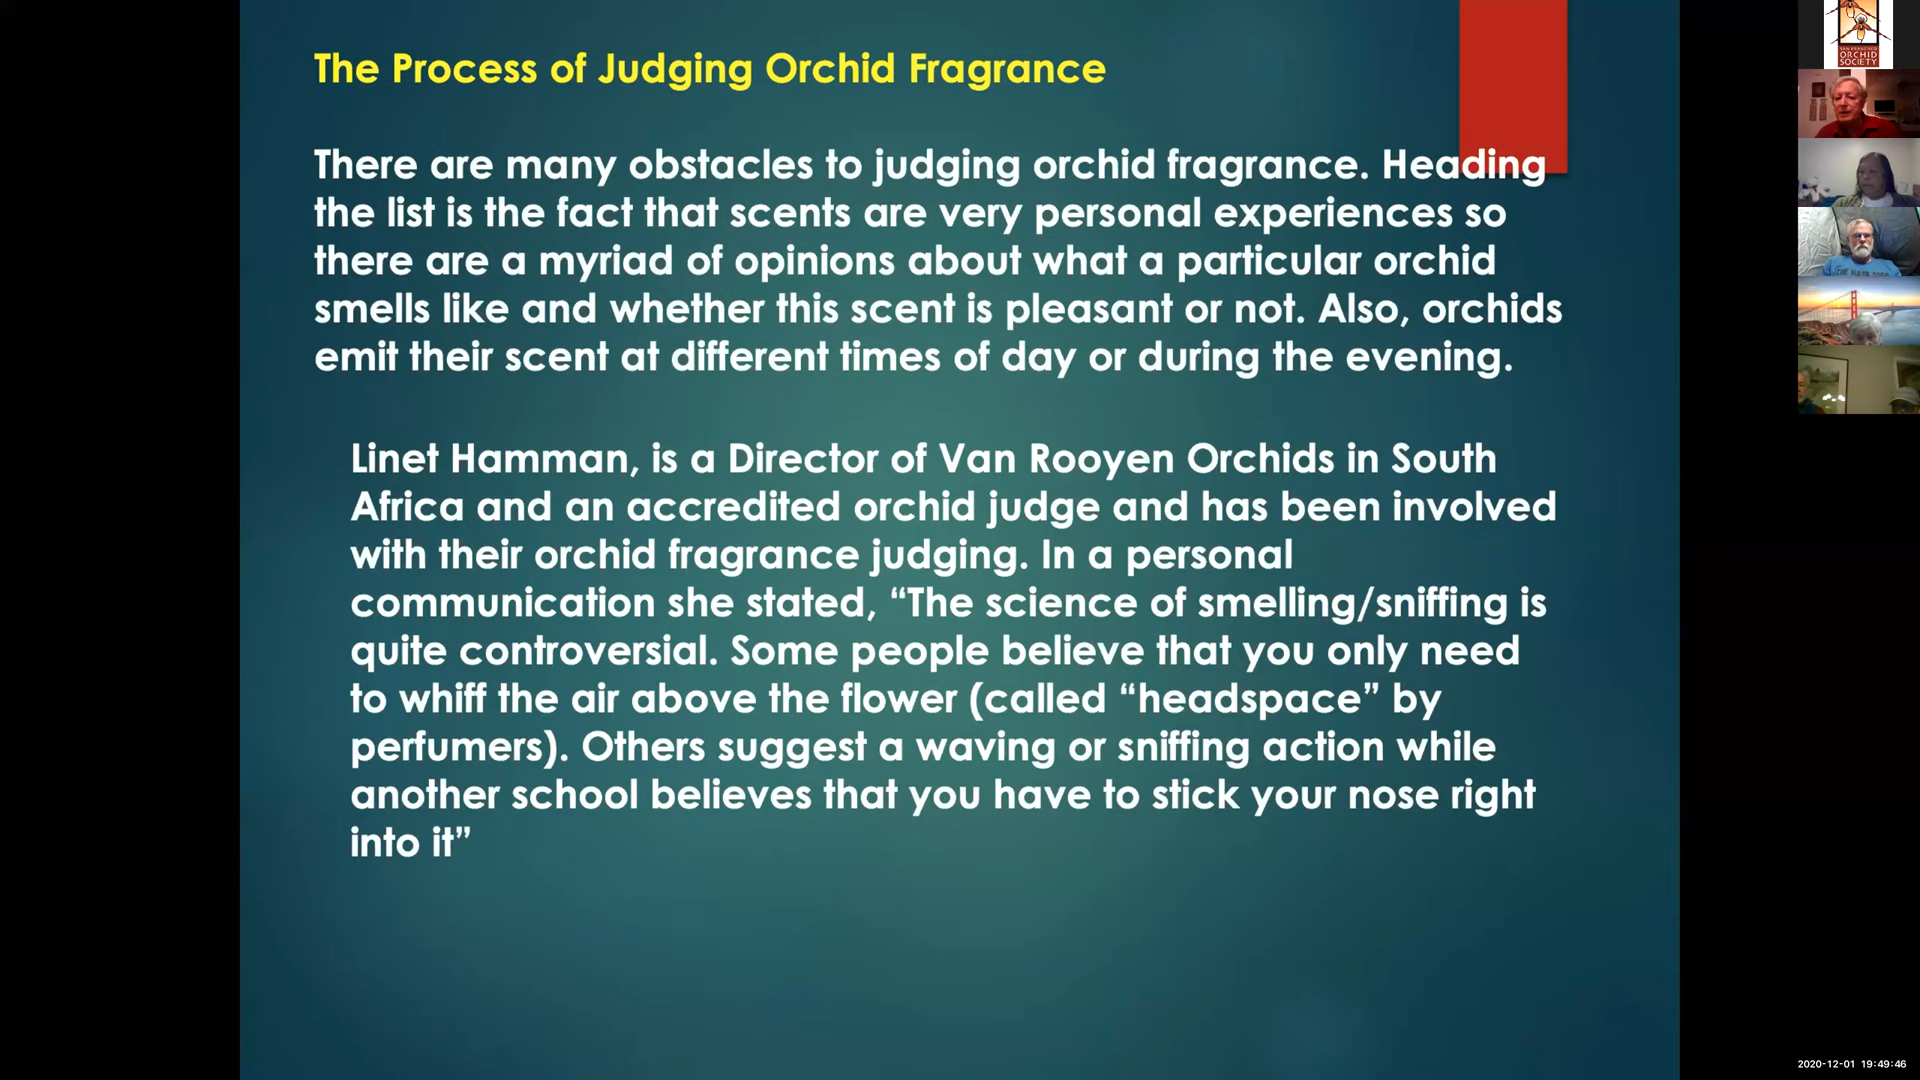 The Process of Judging Orchid Fragrance
There are many obstacles to judging orchid fragrance. Heading
the list is the fact that scents are very personal experiences so
there are a myriad of opinions about what a particular orchid
smells like and whether this scent is pleasant or not. Also, orchids
emit their scent at different times of day or during the evening.
Linet Hamman, is a Director of Van Rooyen Orchids in South
Africa and an accredited orchid judge and has been involved
with their orchid fragrance judging. In a personal
communication she stated, “The science of smelling/sniffing is
quite controversial. Some people believe that you only need
to whiff the air above the flower (called “headspace” by
perfumers). Others suggest a waving or sniffing action while
another school believes that you have to stick your nose right
into it”
SAN FRANCISCO
ORCHID
SOCIETY
2020-12-01 19:49:46